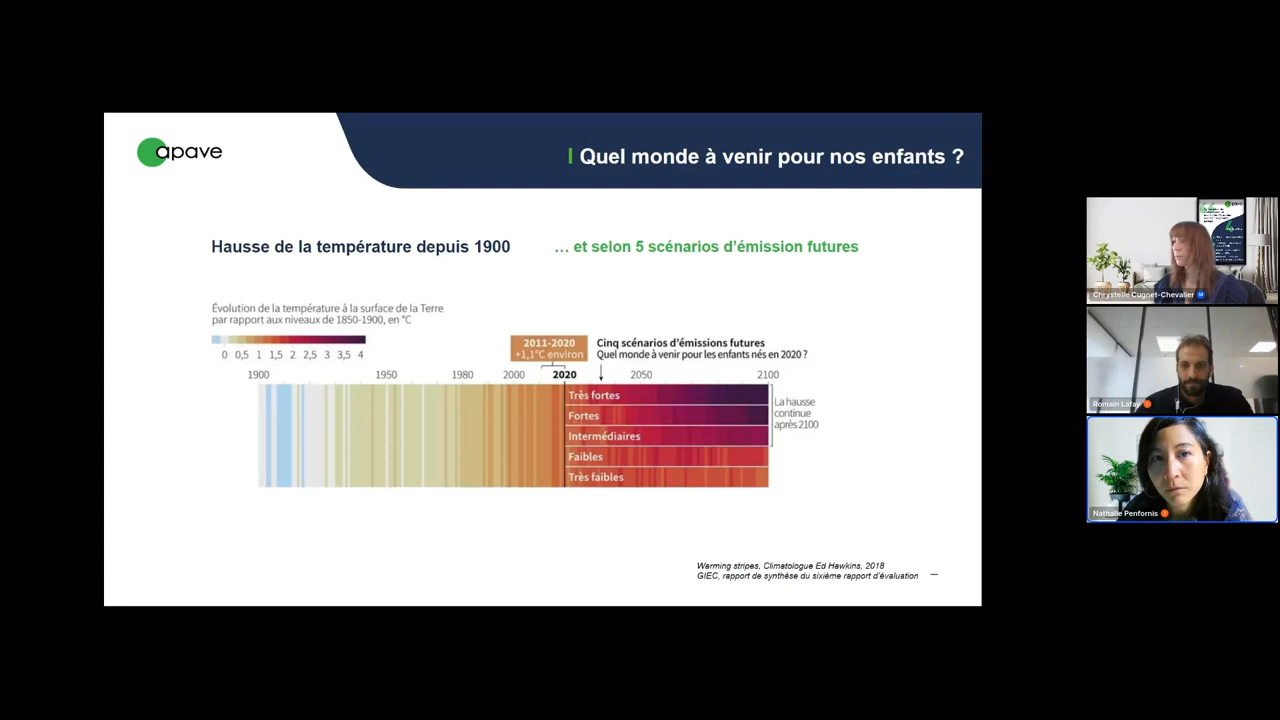 apave
Quel monde à venir pour nos enfants ?
Hausse de la température depuis 1900
… et selon 5 scénarios d'émission futures
Évolution de la température à la surface de la Terre
par rapport aux niveaux de 1850-1900, en °C
0 0,5 1 1,5 2 2,5 3 3,5 4
2011-2020
+1,1°C environ
Cinq scénarios d'émissions futures
Quel monde à venir pour les enfants nés en 2020 ?
1900 1950 1980 2000 2020 2050 2100
Très fortes
Fortes
Intermédiaires
Faibles
Très faibles
La hausse
continue
après 2100
Warming stripes, Climatologue Ed Hawkins, 2018
GIEC, rapport de synthèse du sixième rapport d'évaluation
Chrystelle Cugnet-Chevalier
Romain Lafay
Nathalie Penfornis